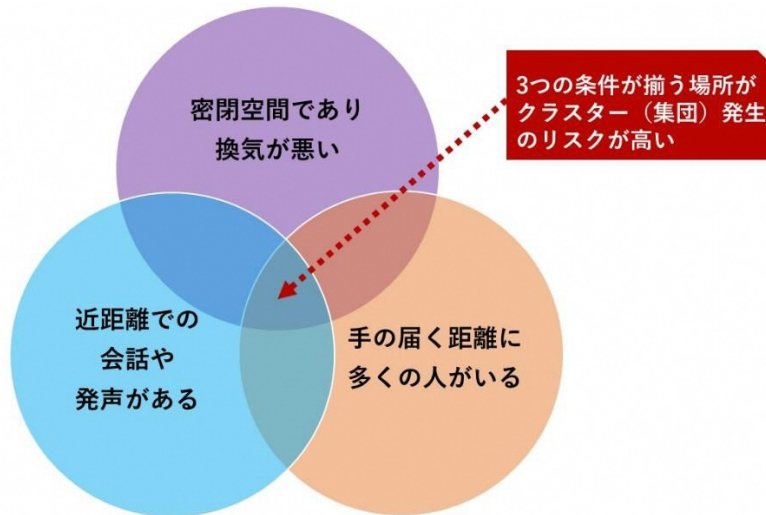 密閉空間であり
換気が悪い
3つの条件が揃う場所が
クラスター（集団）発生
のリスクが高い
近距離での
会話や
発声がある
手の届く距離に
多くの人がいる